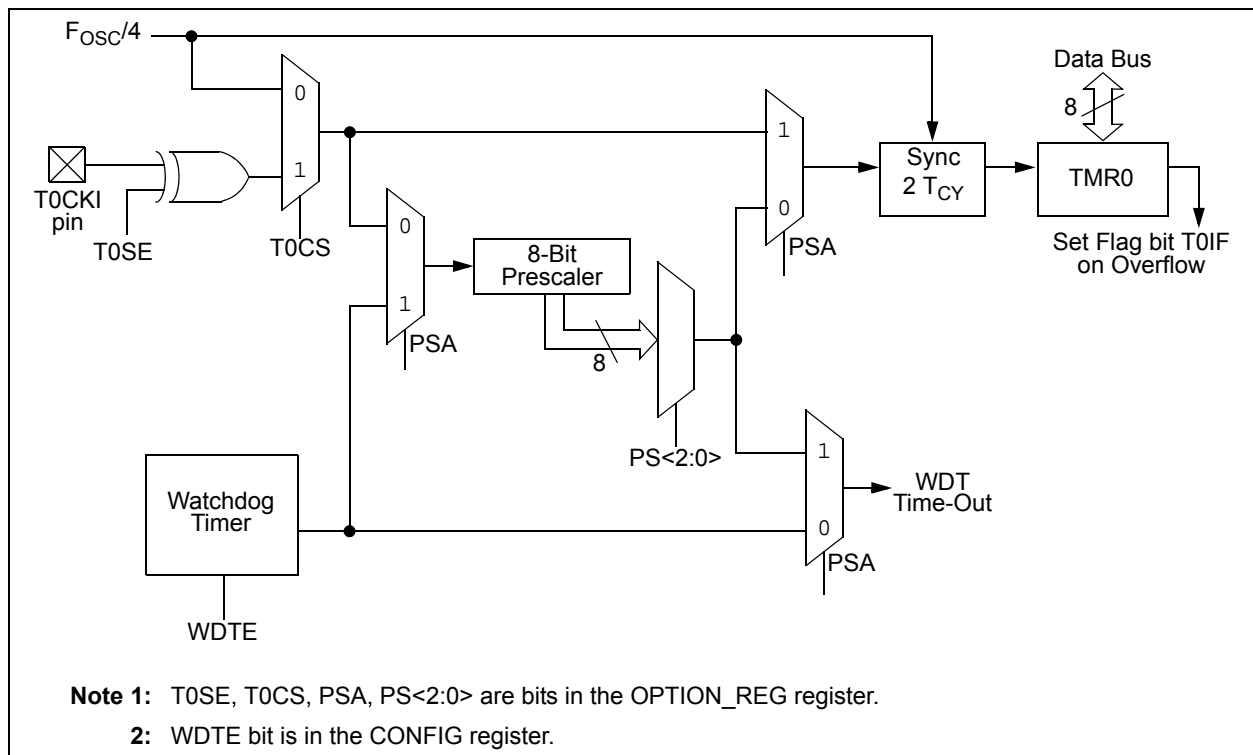 FOSC/4
Data Bus
8
0
1
T0CKI
pin
T0SE
T0CS
0
1
PSA
8-Bit
Prescaler
8
PS<2:0>
1
0
PSA
Sync
2 TCY
TMR0
Set Flag bit T0IF
on Overflow
Watchdog
Timer
WDTE
1
0
PSA
WDT
Time-Out
Note 1: T0SE, T0CS, PSA, PS<2:0> are bits in the OPTION_REG register.
2: WDTE bit is in the CONFIG register.